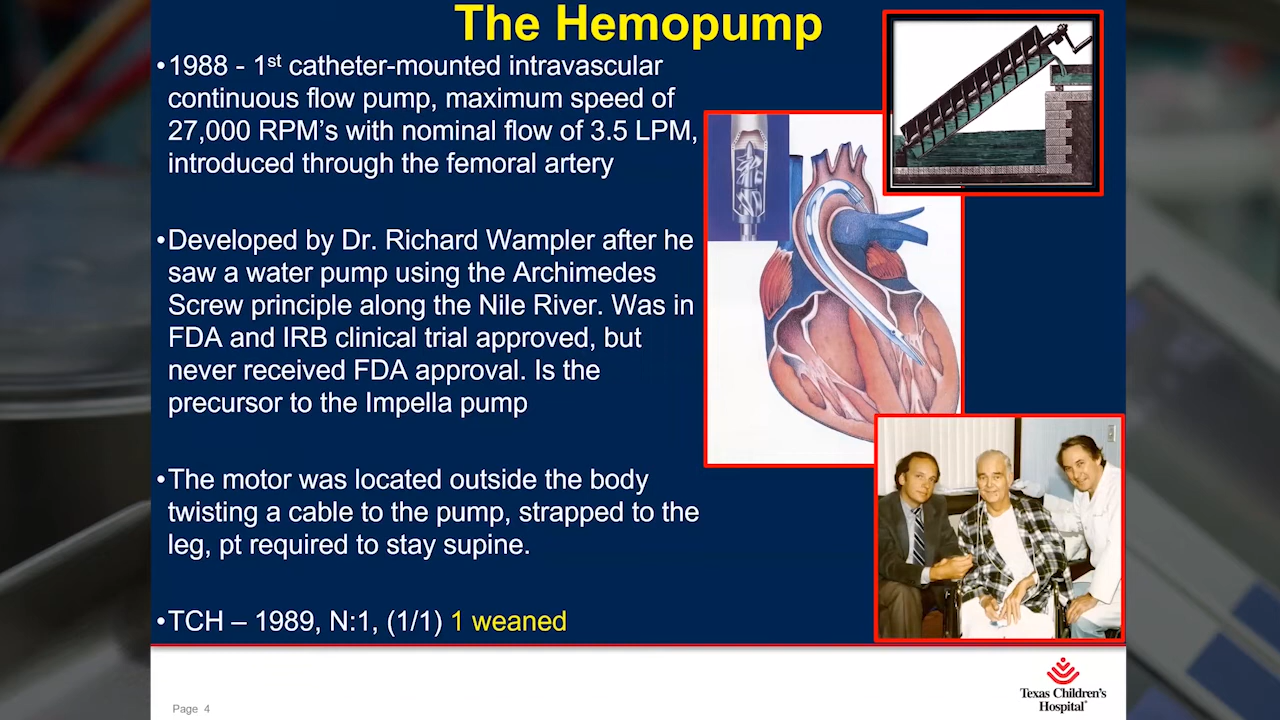 The Hemopump
•1988 - 1st catheter-mounted intravascular
continuous flow pump, maximum speed of
27,000 RPM's with nominal flow of 3.5 LPM,
introduced through the femoral artery
•Developed by Dr. Richard Wampler after he
saw a water pump using the Archimedes
Screw principle along the Nile River. Was in
FDA and IRB clinical trial approved, but
never received FDA approval. Is the
precursor to the Impella pump
•The motor was located outside the body
twisting a cable to the pump, strapped to the
leg, pt required to stay supine.
•TCH – 1989, N:1, (1/1) 1 weaned
Page 4
Texas Children's
Hospital